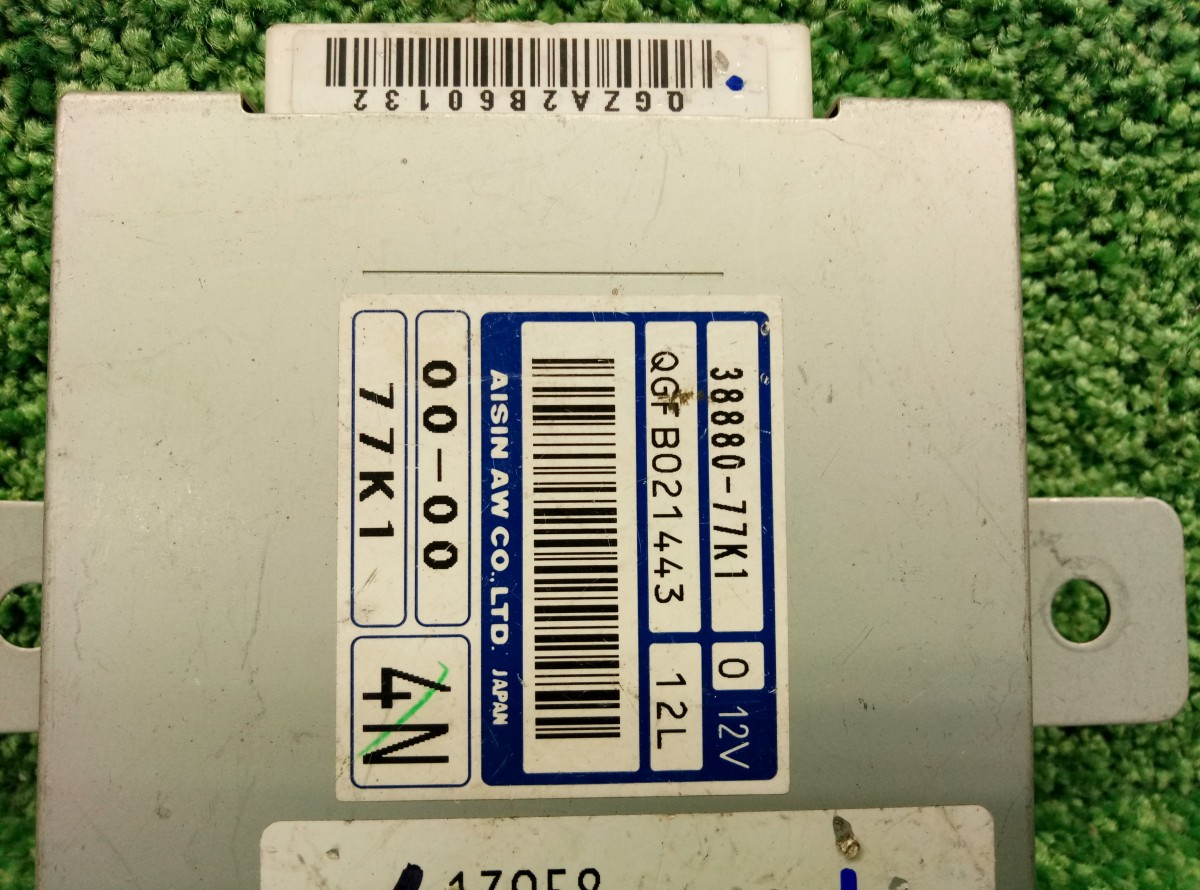 QGZA2B60132
38880-77K1 0 12V
QGFB021443 12L
AISIN AW CO.,LTD. JAPAN
00-00
77K1
4N